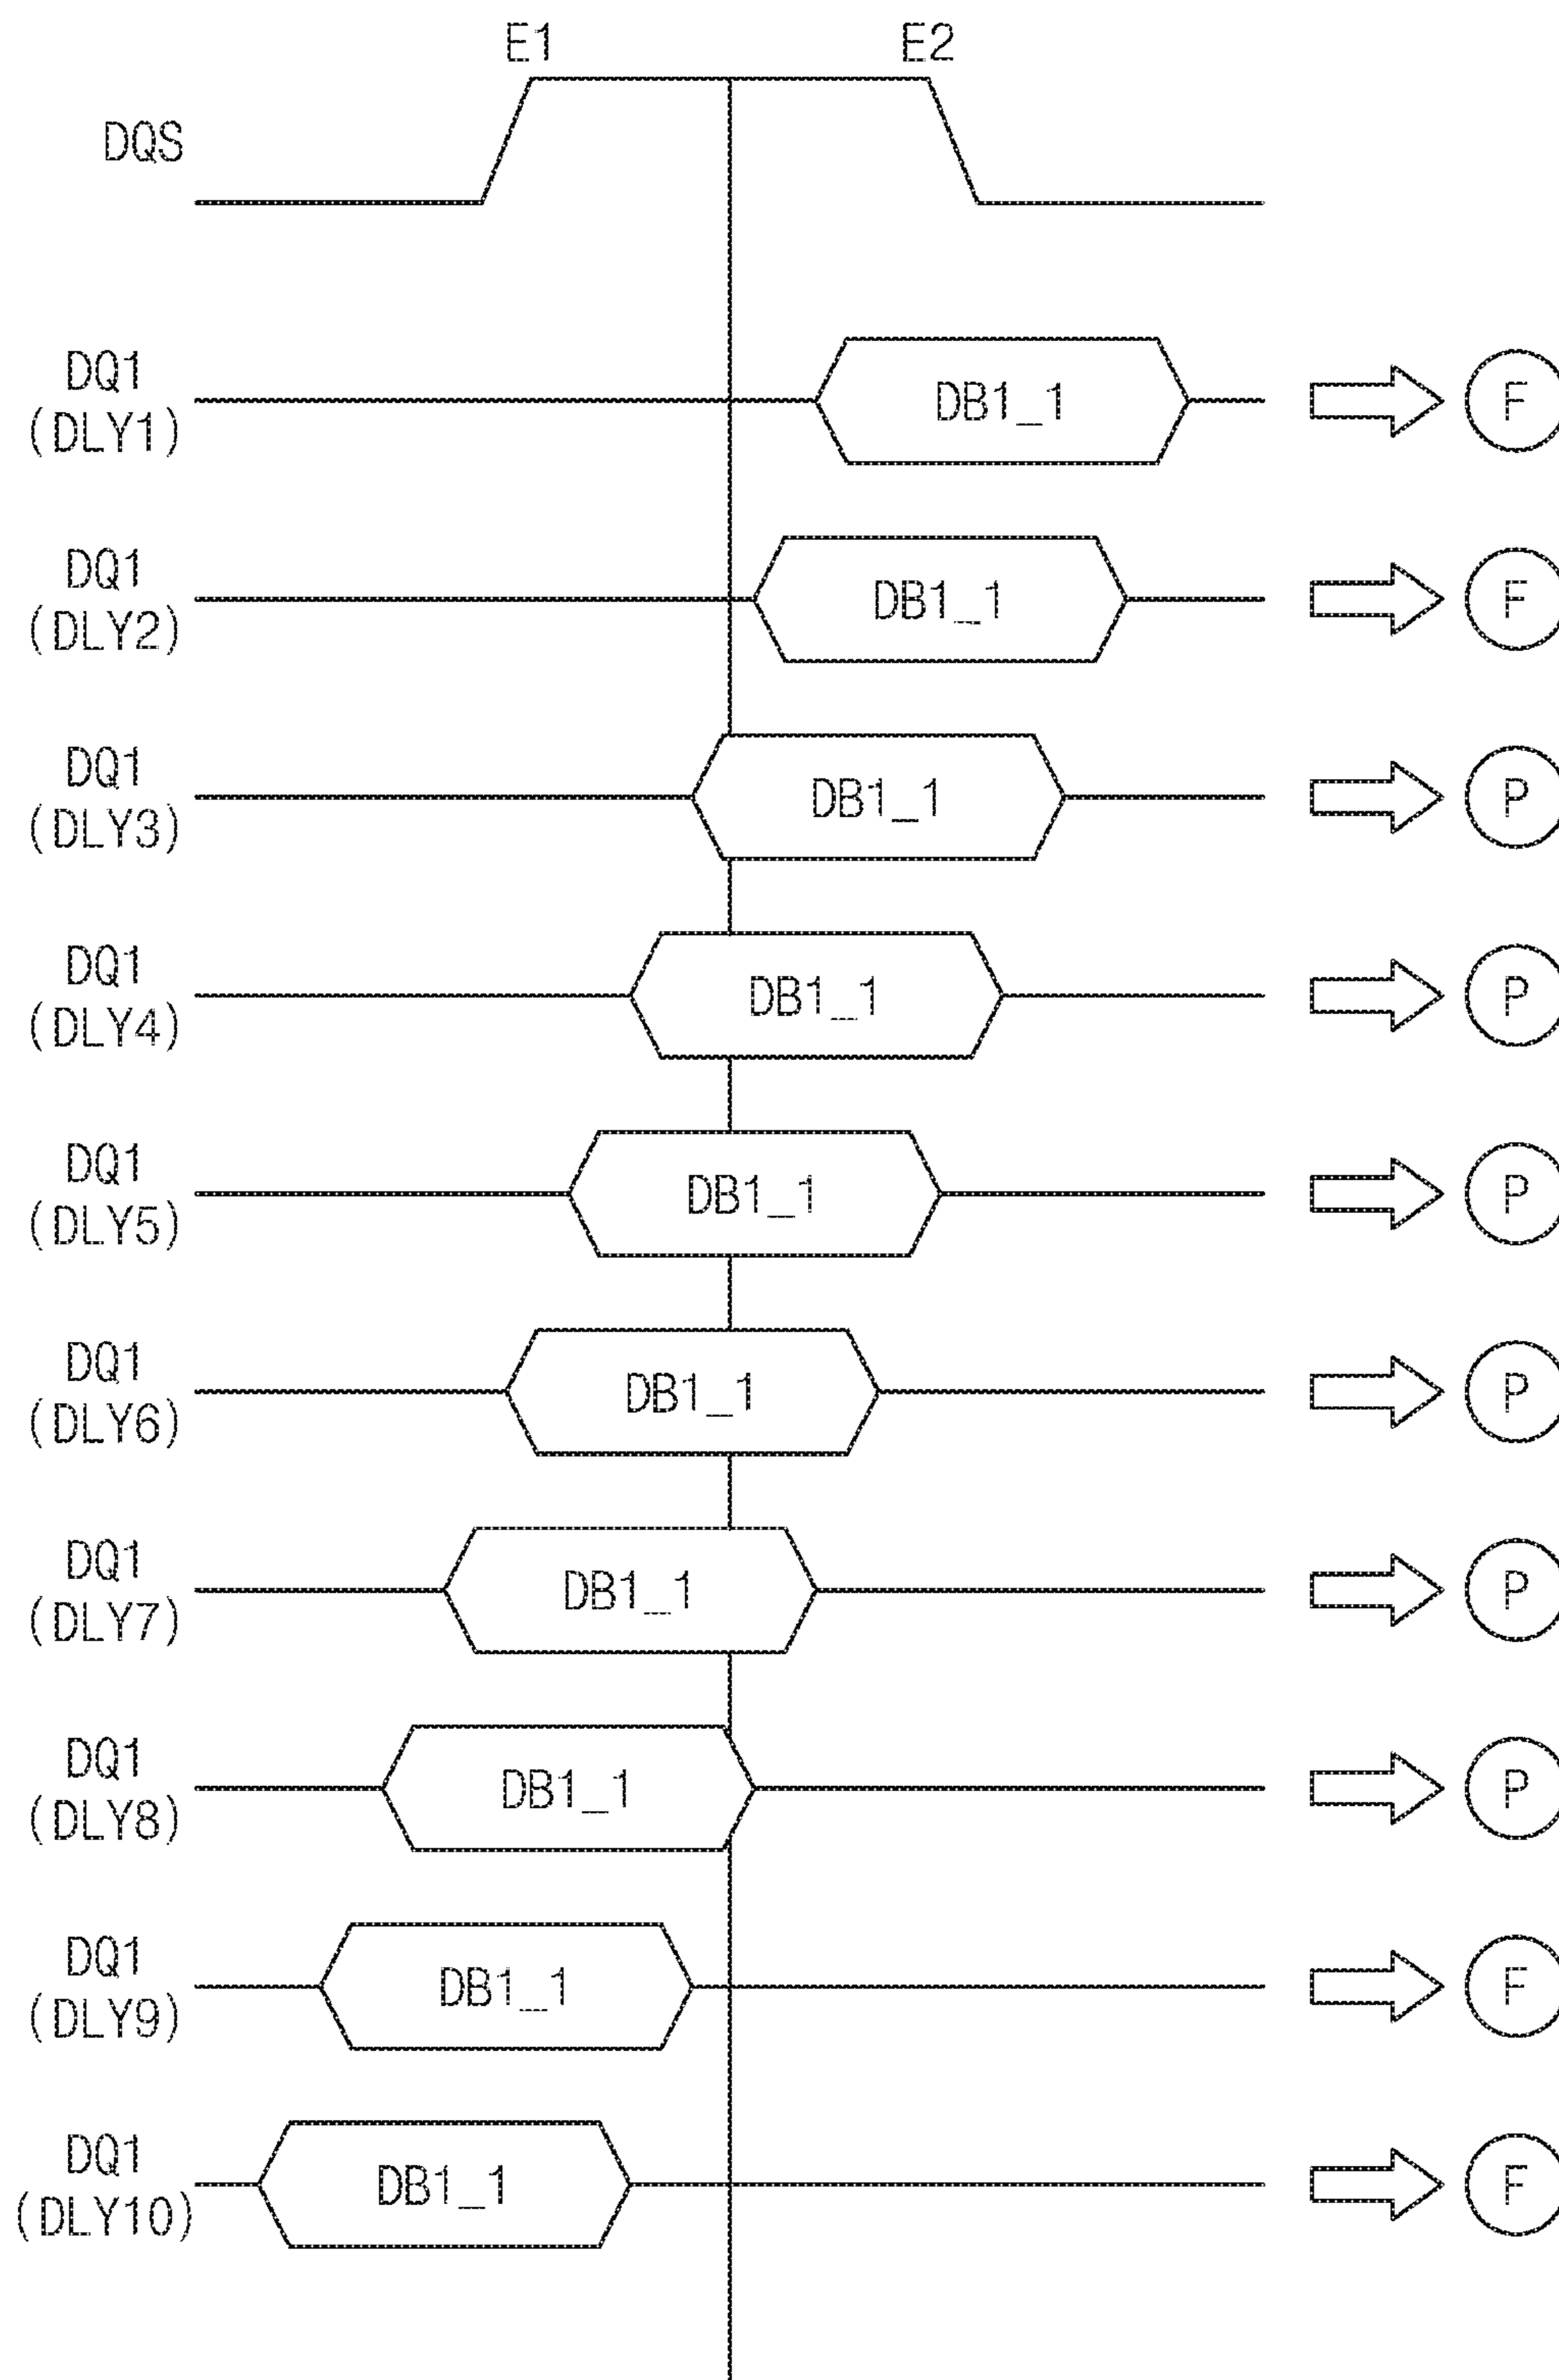 E1 E2
DQS
DQ1
(DLY1) DB1_1 F
DQ1
(DLY2) DB1_1 F
DQ1
(DLY3) DB1_1 P
DQ1
(DLY4) DB1_1 P
DQ1
(DLY5) DB1_1 P
DQ1
(DLY6) DB1_1 P
DQ1
(DLY7) DB1_1 P
DQ1
(DLY8) DB1_1 P
DQ1
(DLY9) DB1_1 F
DQ1
(DLY10) DB1_1 F